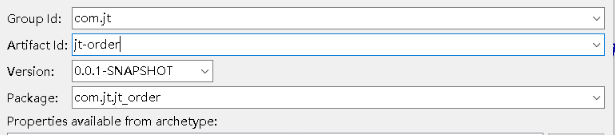 Group Id: com.jt
Artifact Id: jt-order
Version: 0.0.1-SNAPSHOT
Package: com.jt.jt_order
Properties available from archetype: